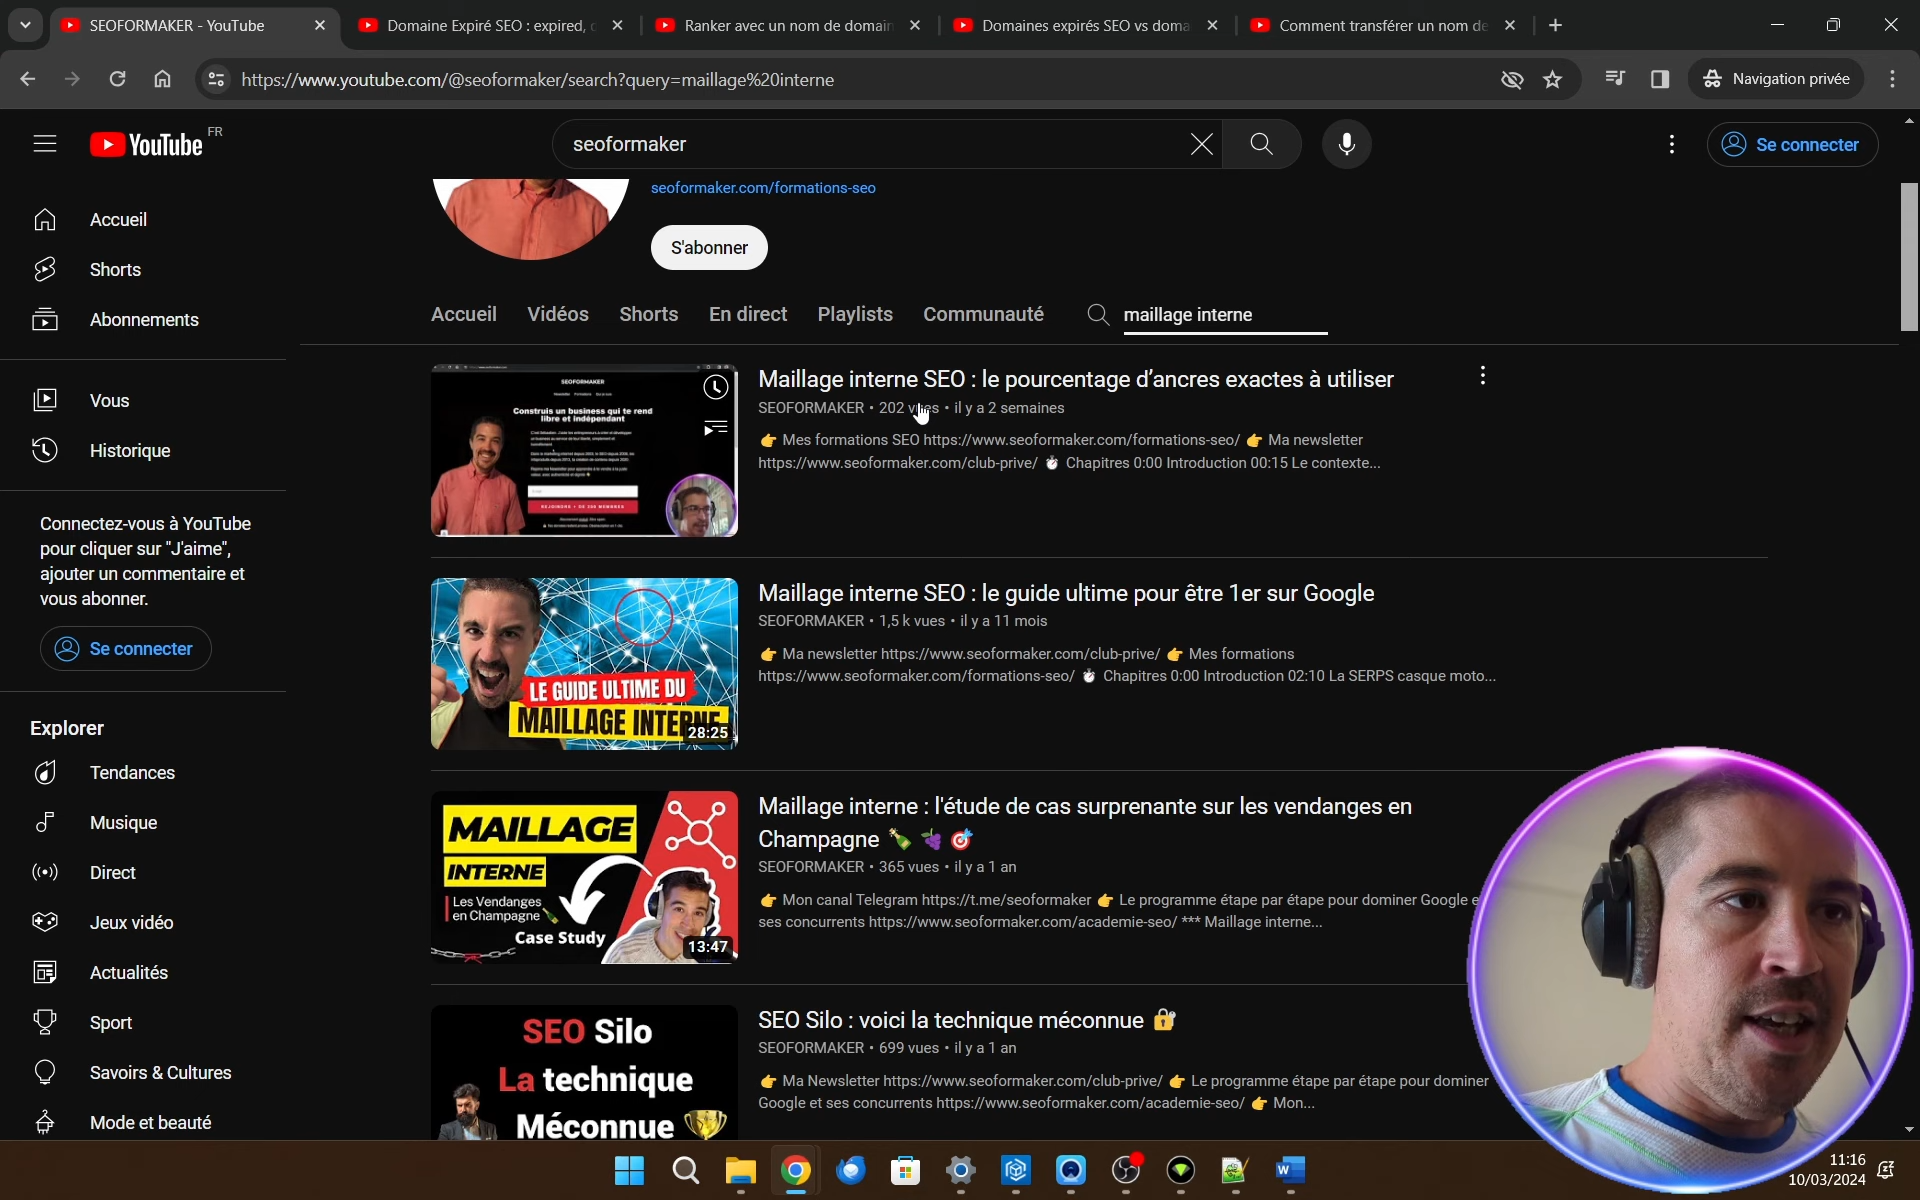 SEOFORMAKER - YouTube
Domaine Expiré SEO : expired, c
Ranker avec un nom de domain
Domaines expirés SEO vs doma
Comment transférer un nom de
https://www.youtube.com/@seoformaker/search?query=maillage%20interne
Navigation privée
YouTube FR
seoformaker
Se connecter
Accueil
Shorts
Abonnements
Vous
Historique
Connectez-vous à YouTube
pour cliquer sur "J'aime",
ajouter un commentaire et
vous abonner.
Se connecter
Explorer
Tendances
Musique
Direct
Jeux vidéo
Actualités
Sport
Savoirs & Cultures
Mode et beauté
seoformaker.com/formations-seo
S'abonner
Accueil
Vidéos
Shorts
En direct
Playlists
Communauté
maillage interne
SEOFORMAKER
Construis un business qui te rend
libre et indépendant
Maillage interne SEO : le pourcentage d’ancres exactes à utiliser
SEOFORMAKER • 202 vues • il y a 2 semaines
👉 Mes formations SEO https://www.seoformaker.com/formations-seo/ 👉 Ma newsletter
https://www.seoformaker.com/club-prive/ ⏱ Chapitres 0:00 Introduction 00:15 Le contexte...
LE GUIDE ULTIME DU
MAILLAGE INTERNE
28:25
Maillage interne SEO : le guide ultime pour être 1er sur Google
SEOFORMAKER • 1,5 k vues • il y a 11 mois
👉 Ma newsletter https://www.seoformaker.com/club-prive/ 👉 Mes formations
https://www.seoformaker.com/formations-seo/ ⏱ Chapitres 0:00 Introduction 02:10 La SERPS casque moto...
MAILLAGE
INTERNE
Les Vendanges
en Champagne
Case Study
13:47
Maillage interne : l'étude de cas surprenante sur les vendanges en
Champagne 🍾 🍇 🎯
SEOFORMAKER • 365 vues • il y a 1 an
👉 Mon canal Telegram https://t.me/seoformaker 👉 Le programme étape par étape pour dominer Google e
ses concurrents https://www.seoformaker.com/academie-seo/ *** Maillage interne...
SEO Silo
La technique
Méconnue
SEO Silo : voici la technique méconnue 🔐
SEOFORMAKER • 699 vues • il y a 1 an
👉 Ma Newsletter https://www.seoformaker.com/club-prive/ 👉 Le programme étape par étape pour dominer
Google et ses concurrents https://www.seoformaker.com/academie-seo/ 👉 Mon...
11:16
10/03/2024